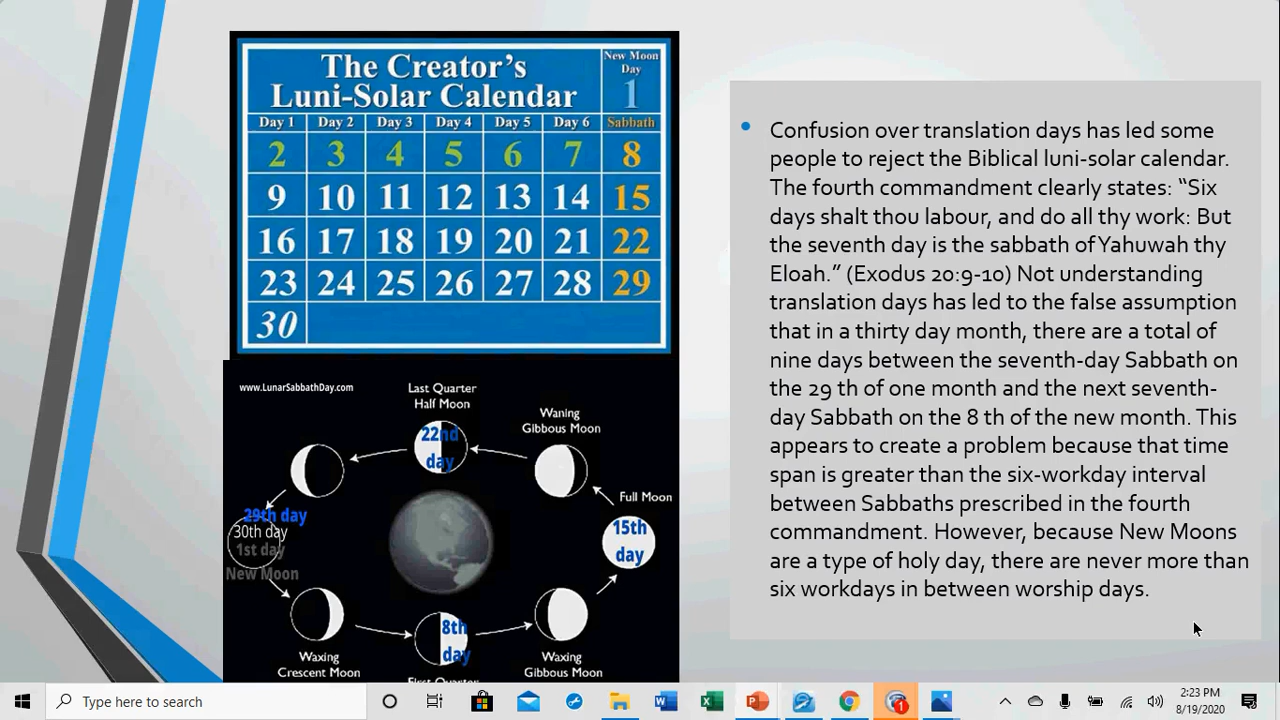 The Creator's
Luni-Solar Calendar
New Moon
Day
1
Day 1 Day 2 Day 3 Day 4 Day 5 Day 6 Sabbath
2 3 4 5 6 7 8
9 10 11 12 13 14 15
16 17 18 19 20 21 22
23 24 25 26 27 28 29
30
www.LunarSabbathDay.com
Last Quarter
Half Moon
22nd
day
Waning
Gibbous Moon
Full Moon
15th
day
29th day
30th day
1st day
New Moon
Waxing
Crescent Moon
8th
day
First Quarter
Waxing
Gibbous Moon
• Confusion over translation days has led some
people to reject the Biblical luni-solar calendar.
The fourth commandment clearly states: “Six
days shalt thou labour, and do all thy work: But
the seventh day is the sabbath of Yahuwah thy
Eloah.” (Exodus 20:9-10) Not understanding
translation days has led to the false assumption
that in a thirty day month, there are a total of
nine days between the seventh-day Sabbath on
the 29 th of one month and the next seventh-
day Sabbath on the 8 th of the new month. This
appears to create a problem because that time
span is greater than the six-workday interval
between Sabbaths prescribed in the fourth
commandment. However, because New Moons
are a type of holy day, there are never more than
six workdays in between worship days.
Type here to search
3:23 PM
8/19/2020